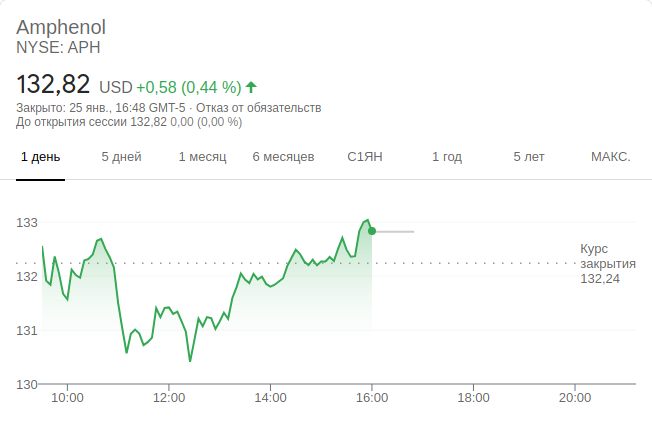 Amphenol
NYSE: APH
132,82 USD +0,58 (0,44 %)
Закрыто: 25 янв., 16:48 GMT-5 · Отказ от обязательств
До открытия сессии 132,82 0,00 (0,00 %)
1 день 5 дней 1 месяц 6 месяцев С1ЯН 1 год 5 лет МАКС.
133
Курс
закрытия
132
132,24
131
130
10:00 12:00 14:00 16:00 18:00 20:00